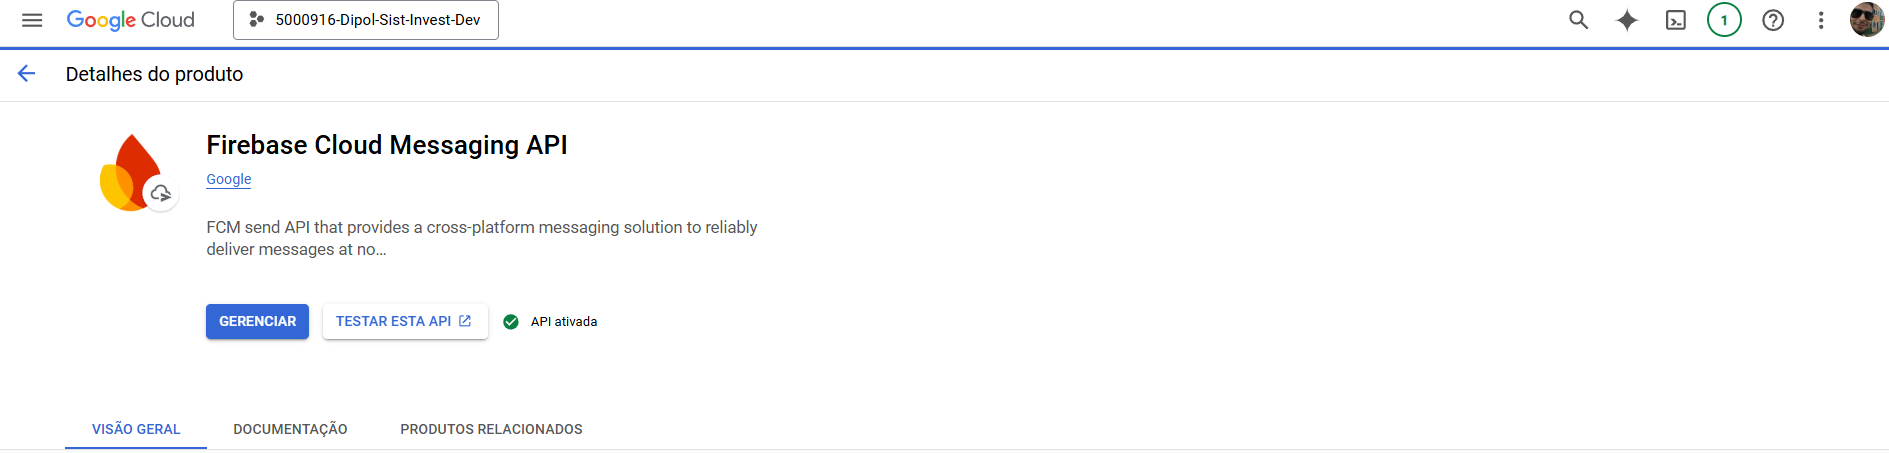 Google Cloud
5000916-Dipol-Sist-Invest-Dev
1
Detalhes do produto
Firebase Cloud Messaging API
Google
FCM send API that provides a cross-platform messaging solution to reliably
deliver messages at no…
GERENCIAR
TESTAR ESTA API
API ativada
VISÃO GERAL
DOCUMENTAÇÃO
PRODUTOS RELACIONADOS